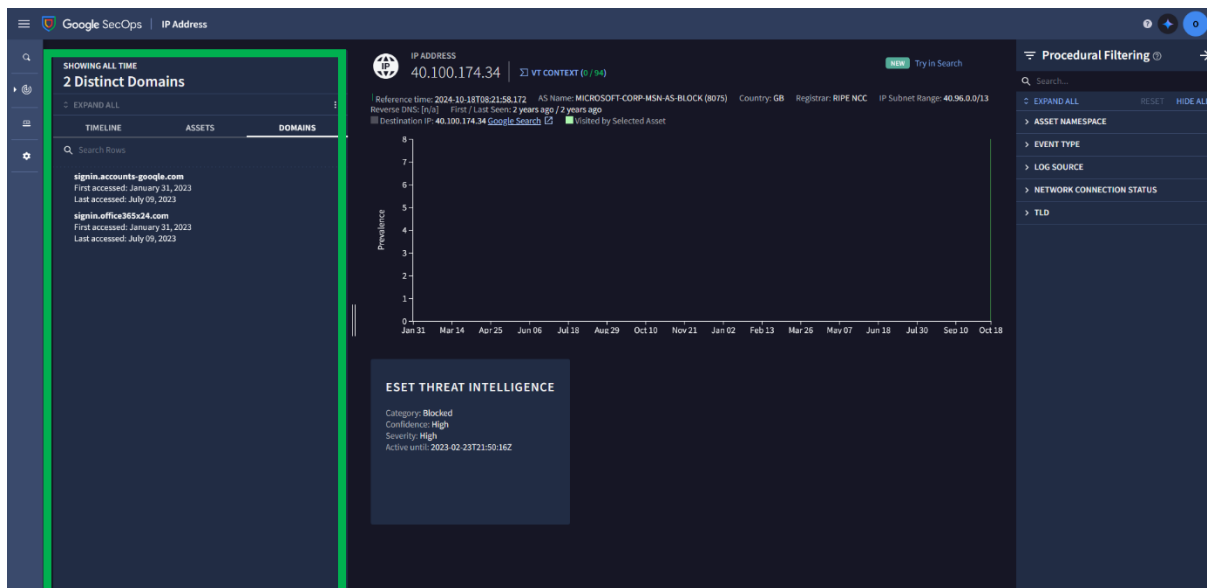 Google SecOps | IP Address
SHOWING ALL TIME
2 Distinct Domains
EXPAND ALL
TIMELINE ASSETS DOMAINS
Search Rows
signin.accounts-gooqle.com
First accessed: January 31, 2023
Last accessed: July 09, 2023
signin.office365x24.com
First accessed: January 31, 2023
Last accessed: July 09, 2023
IP
IP ADDRESS
40.100.174.34 | VT CONTEXT (0 / 94)
NEW Try in Search
Reference time: 2024-10-18T08:21:58.172 AS Name: MICROSOFT-CORP-MSN-AS-BLOCK (8075) Country: GB Registrar: RIPE NCC IP Subnet Range: 40.96.0.0/13
Reverse DNS: [n/a] First / Last Seen: 2 years ago / 2 years ago
Destination IP: 40.100.174.34 Google Search Visited by Selected Asset
Prevalence
8
7
6
5
4
3
2
1
0
Jan 31 Mar 14 Apr 25 Jun 06 Jul 18 Aug 29 Oct 10 Nov 21 Jan 02 Feb 13 Mar 26 May 07 Jun 18 Jul 30 Sep 10 Oct 18
ESET THREAT INTELLIGENCE
Category: Blocked
Confidence: High
Severity: High
Active until: 2023-02-23T21:50:16Z
O
Procedural Filtering
Search...
EXPAND ALL RESET HIDE ALL
ASSET NAMESPACE
EVENT TYPE
LOG SOURCE
NETWORK CONNECTION STATUS
TLD